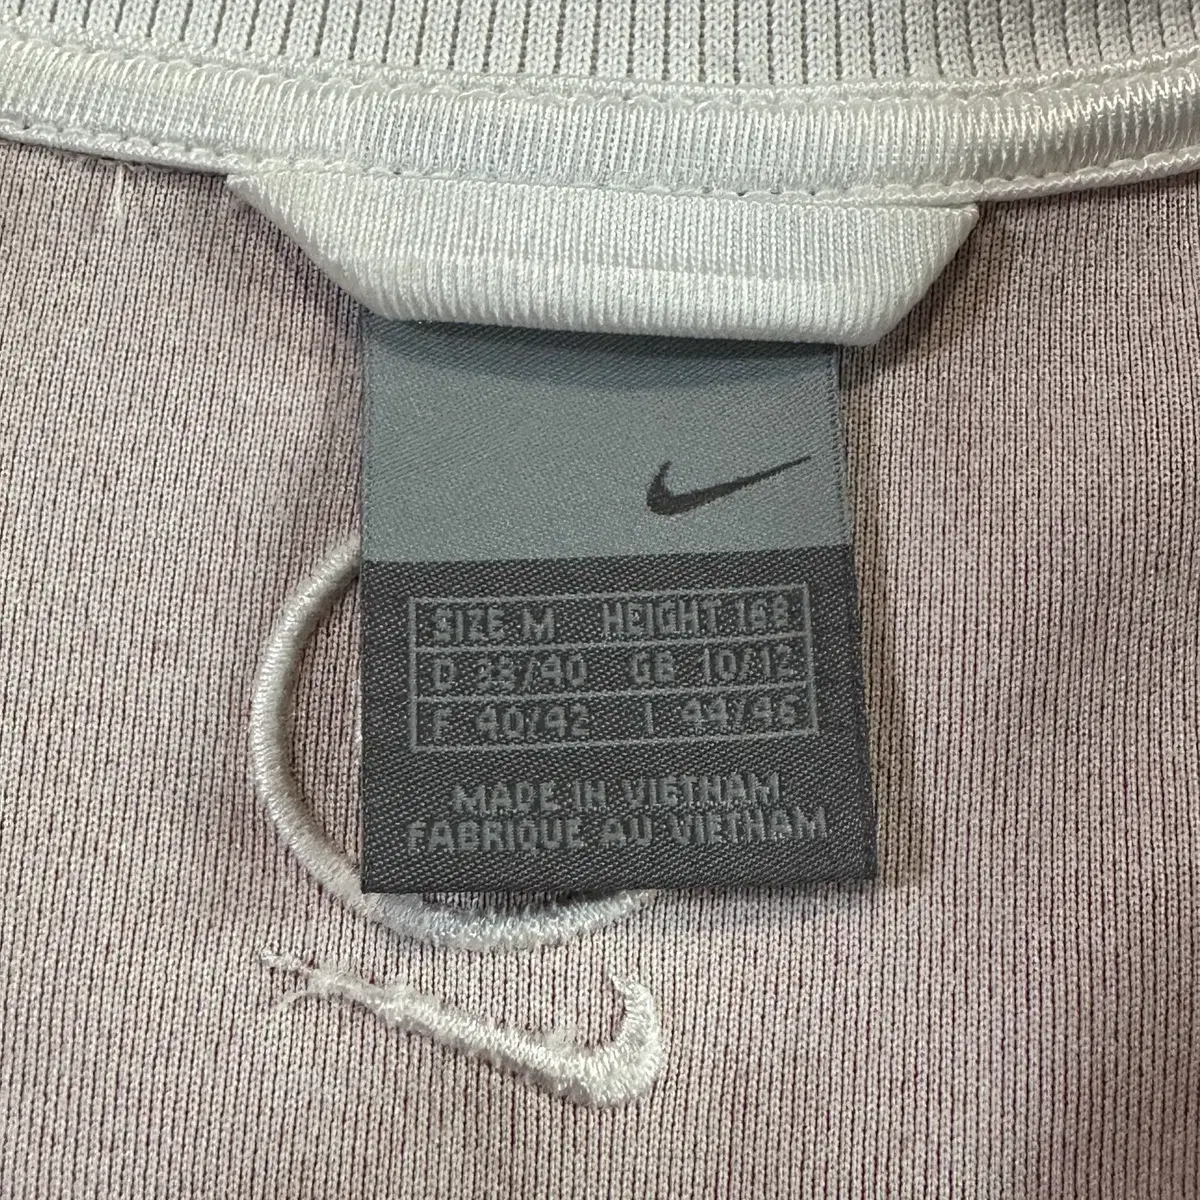 SIZE M HEIGHT 168
D 38/40 GB 10/12
F 40/42 I 44/46
MADE IN VIETNAM
FABRIQUE AU VIETNAM